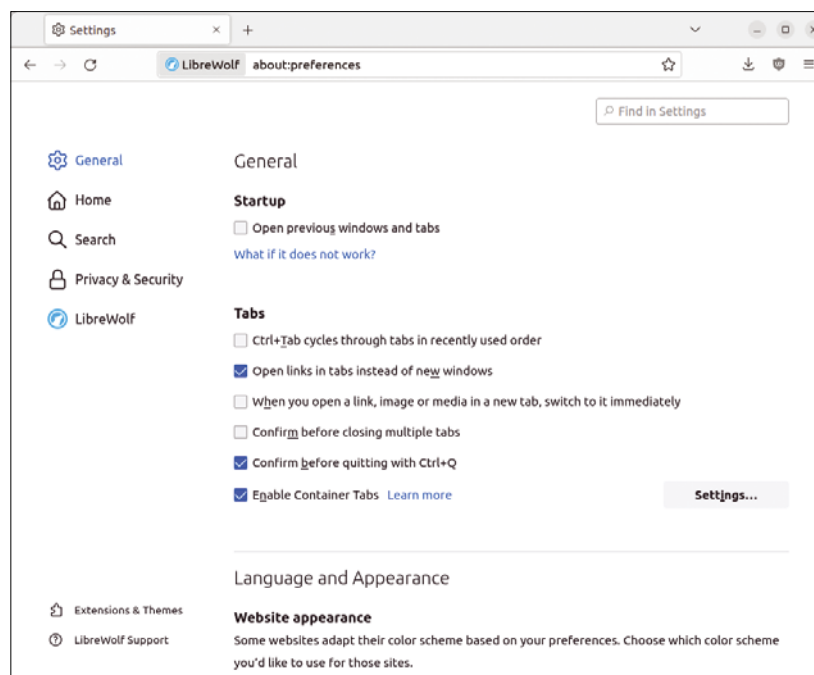 Settings
LibreWolf about:preferences
Find in Settings
General
Home
Search
Privacy & Security
LibreWolf
Extensions & Themes
LibreWolf Support
General
Startup
Open previous windows and tabs
What if it does not work?
Tabs
Ctrl+Tab cycles through tabs in recently used order
Open links in tabs instead of new windows
When you open a link, image or media in a new tab, switch to it immediately
Confirm before closing multiple tabs
Confirm before quitting with Ctrl+Q
Enable Container Tabs Learn more
Settings...
Language and Appearance
Website appearance
Some websites adapt their color scheme based on your preferences. Choose which color scheme
you'd like to use for those sites.